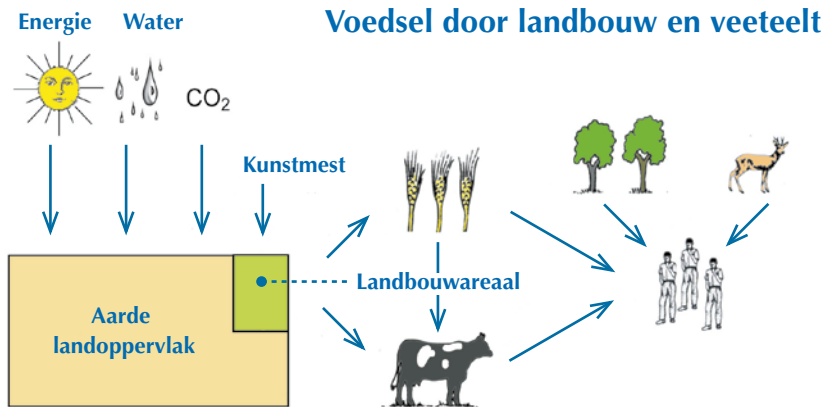 Voedsel door landbouw en veeteelt
Energie
Water
CO₂
Kunstmest
Landbouwareaal
Aarde
landoppervlak